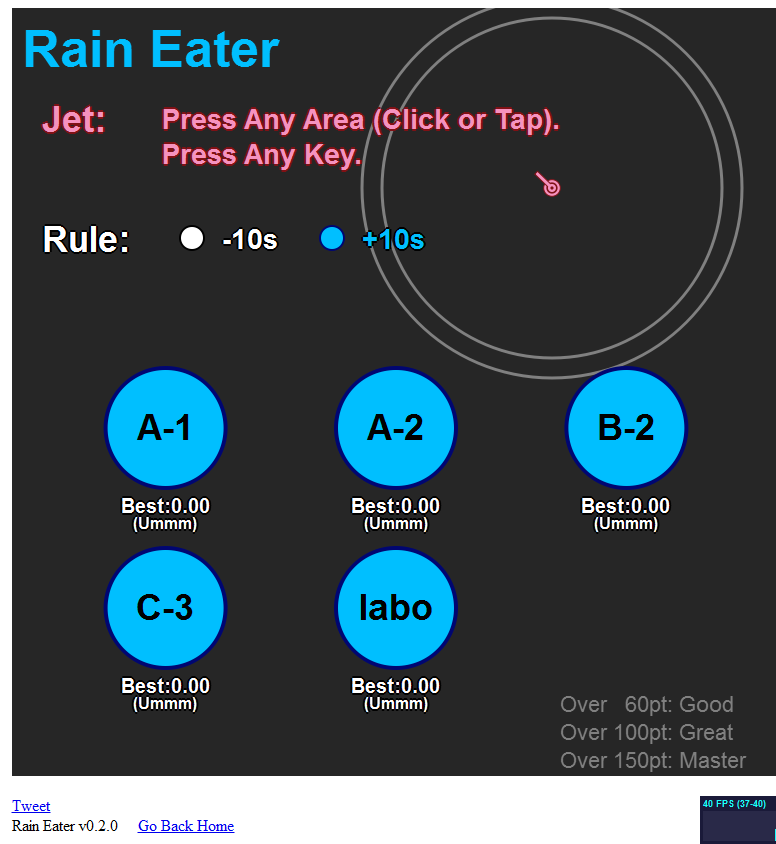 Rain Eater
Jet: Press Any Area (Click or Tap).
Press Any Key.
Rule: -10s +10s
A-1 A-2 B-2
Best:0.00 Best:0.00 Best:0.00
(Ummm) (Ummm) (Ummm)
C-3 labo
Best:0.00 Best:0.00
(Ummm) (Ummm)
Over 60pt: Good
Over 100pt: Great
Over 150pt: Master
Tweet
40 FPS (37-40)
Rain Eater v0.2.0 Go Back Home